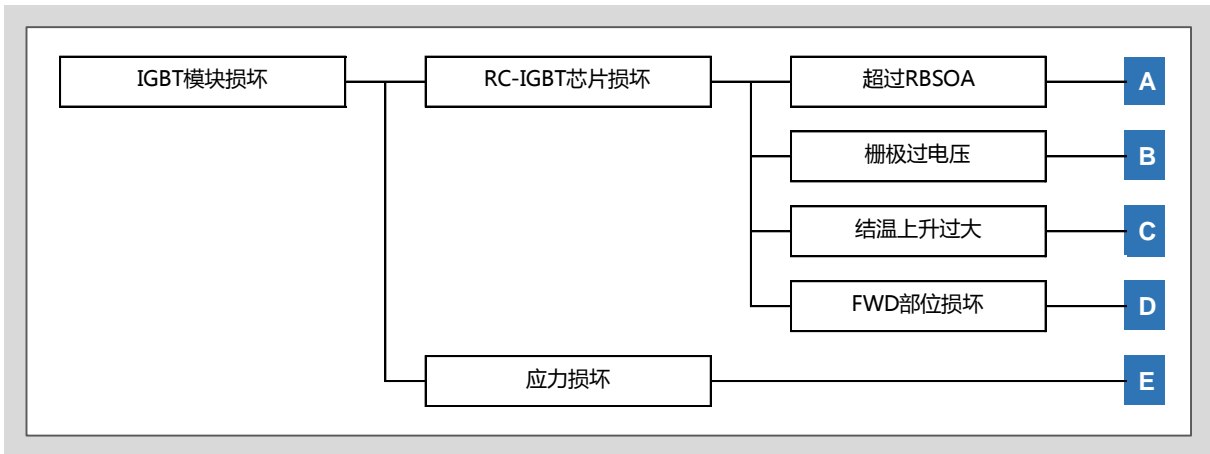 IGBT模块损坏
RC-IGBT芯片损坏
超过RBSOA
A
栅极过电压
B
结温上升过大
C
FWD部位损坏
D
应力损坏
E